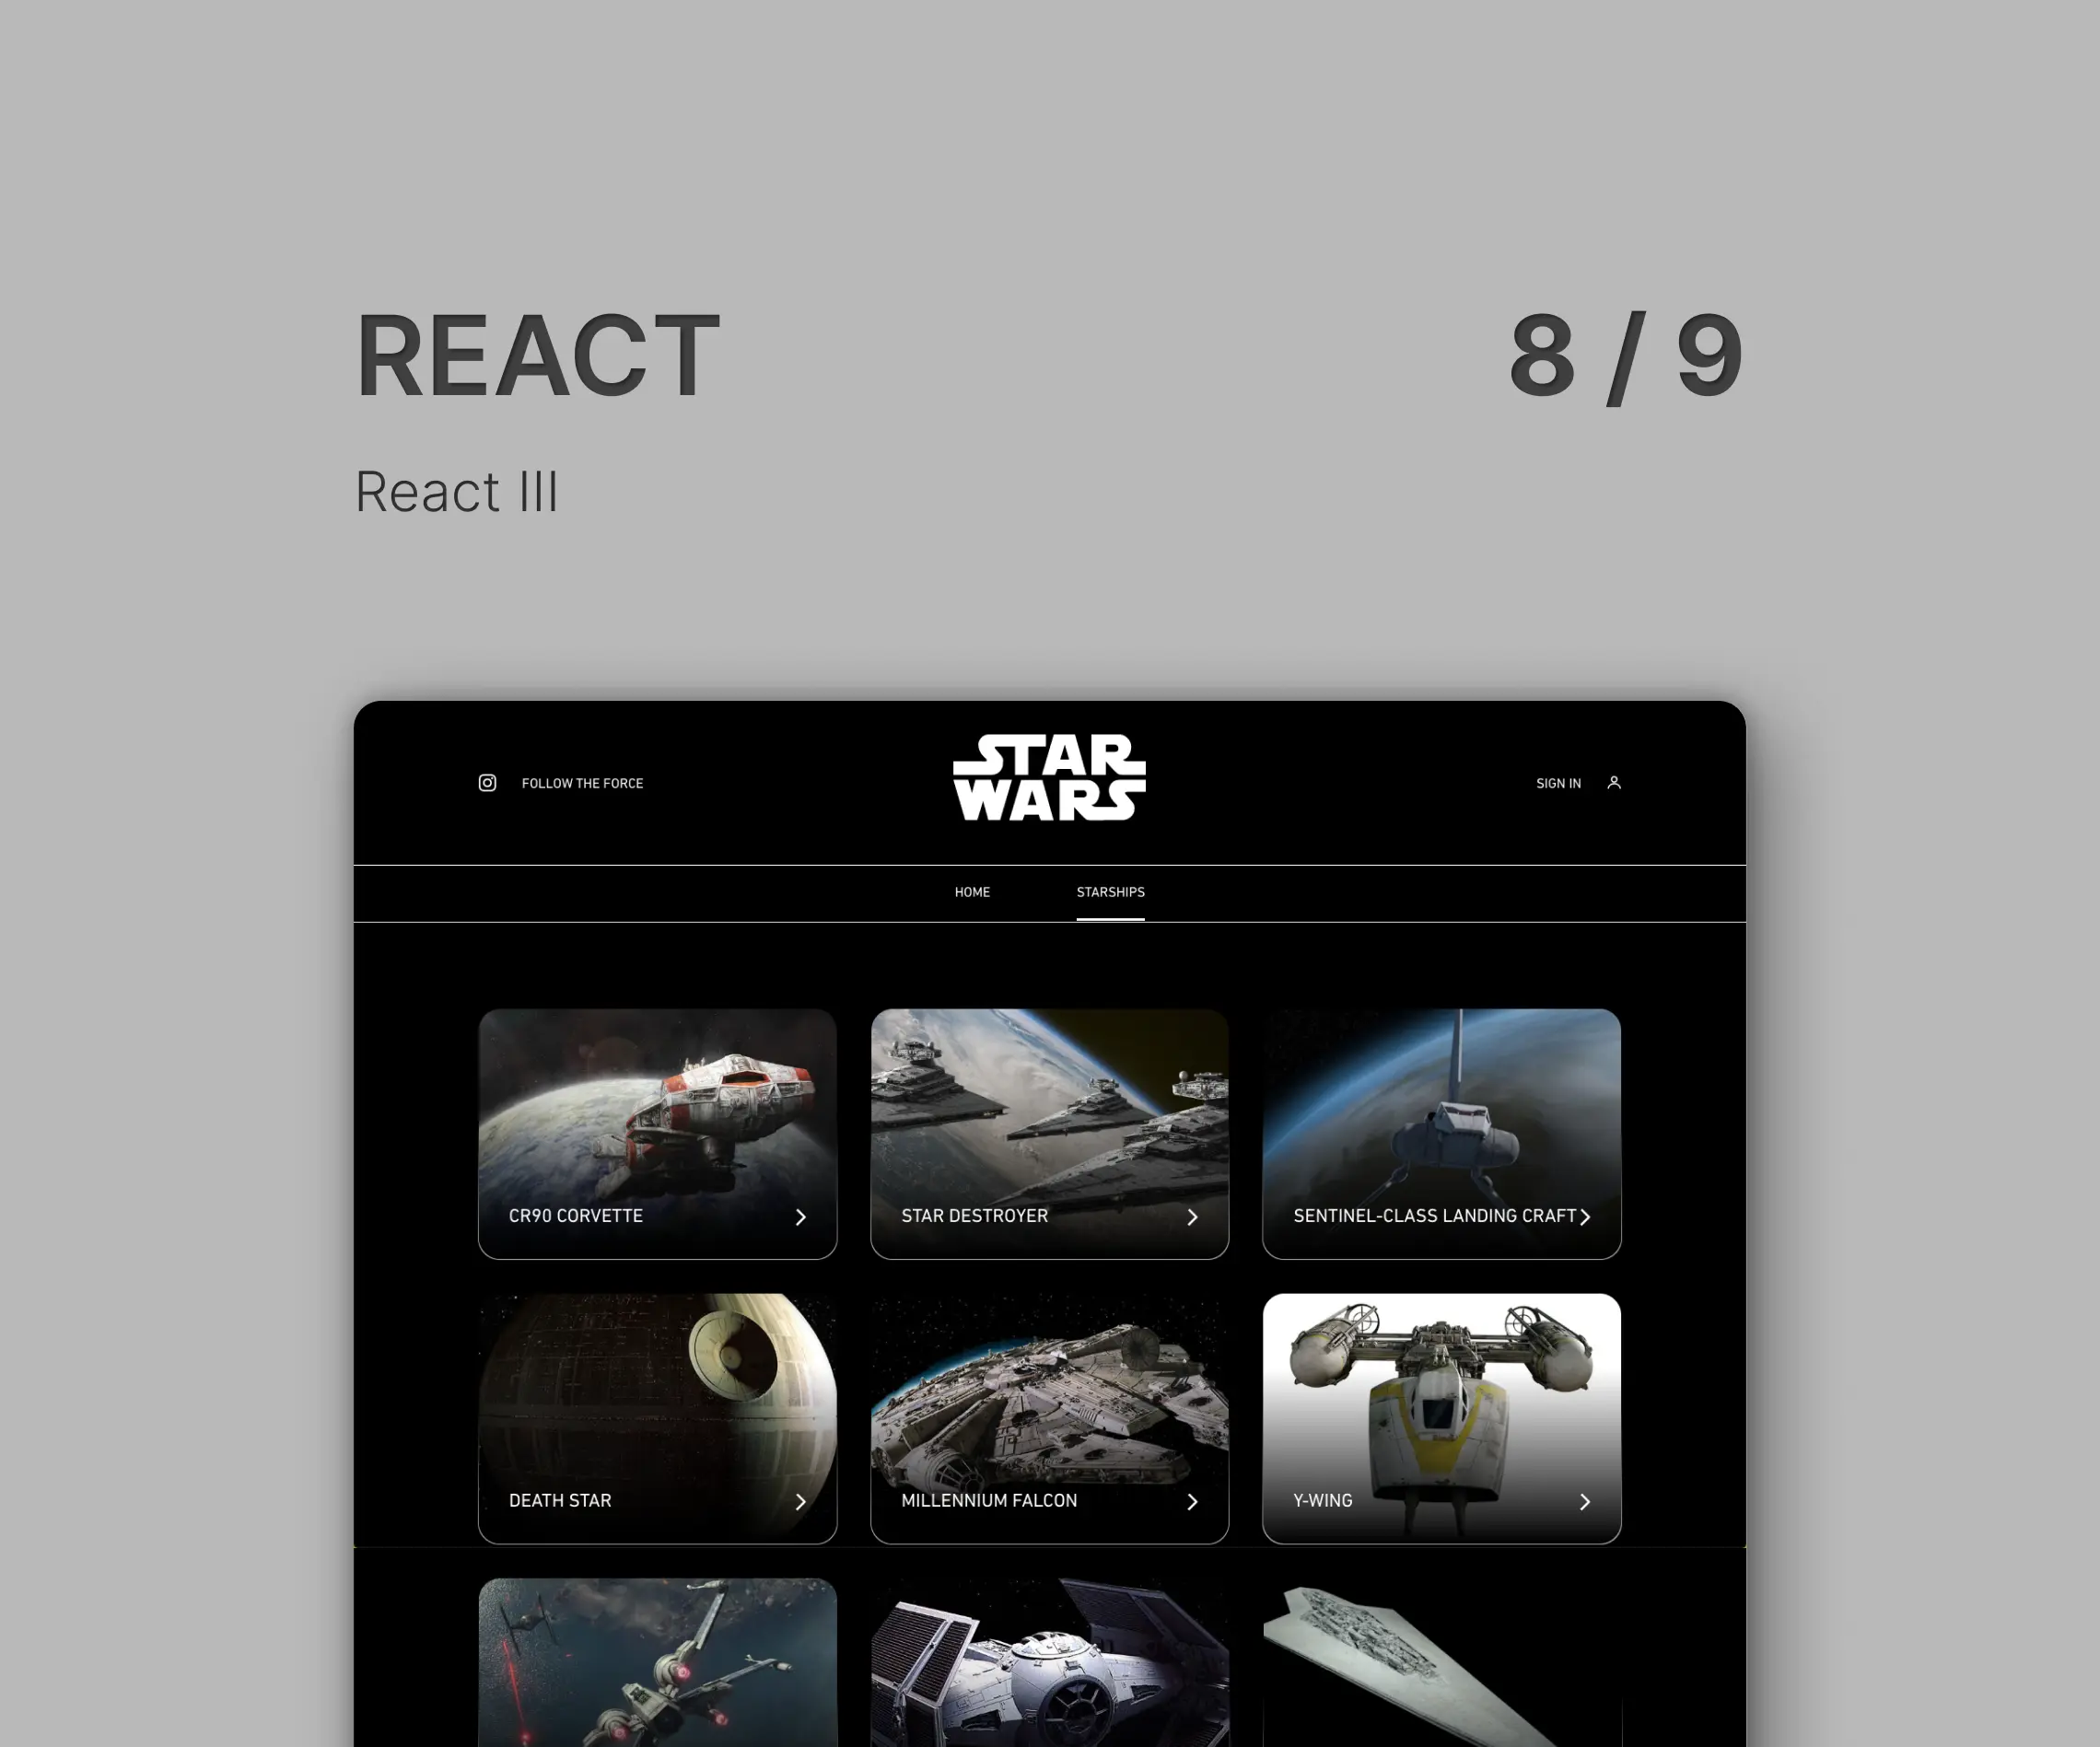 REACT
8 / 9
React III
FOLLOW THE FORCE
STAR
WARS
SIGN IN
HOME
STARSHIPS
CR90 CORVETTE
STAR DESTROYER
SENTINEL-CLASS LANDING CRAFT
DEATH STAR
MILLENNIUM FALCON
Y-WING